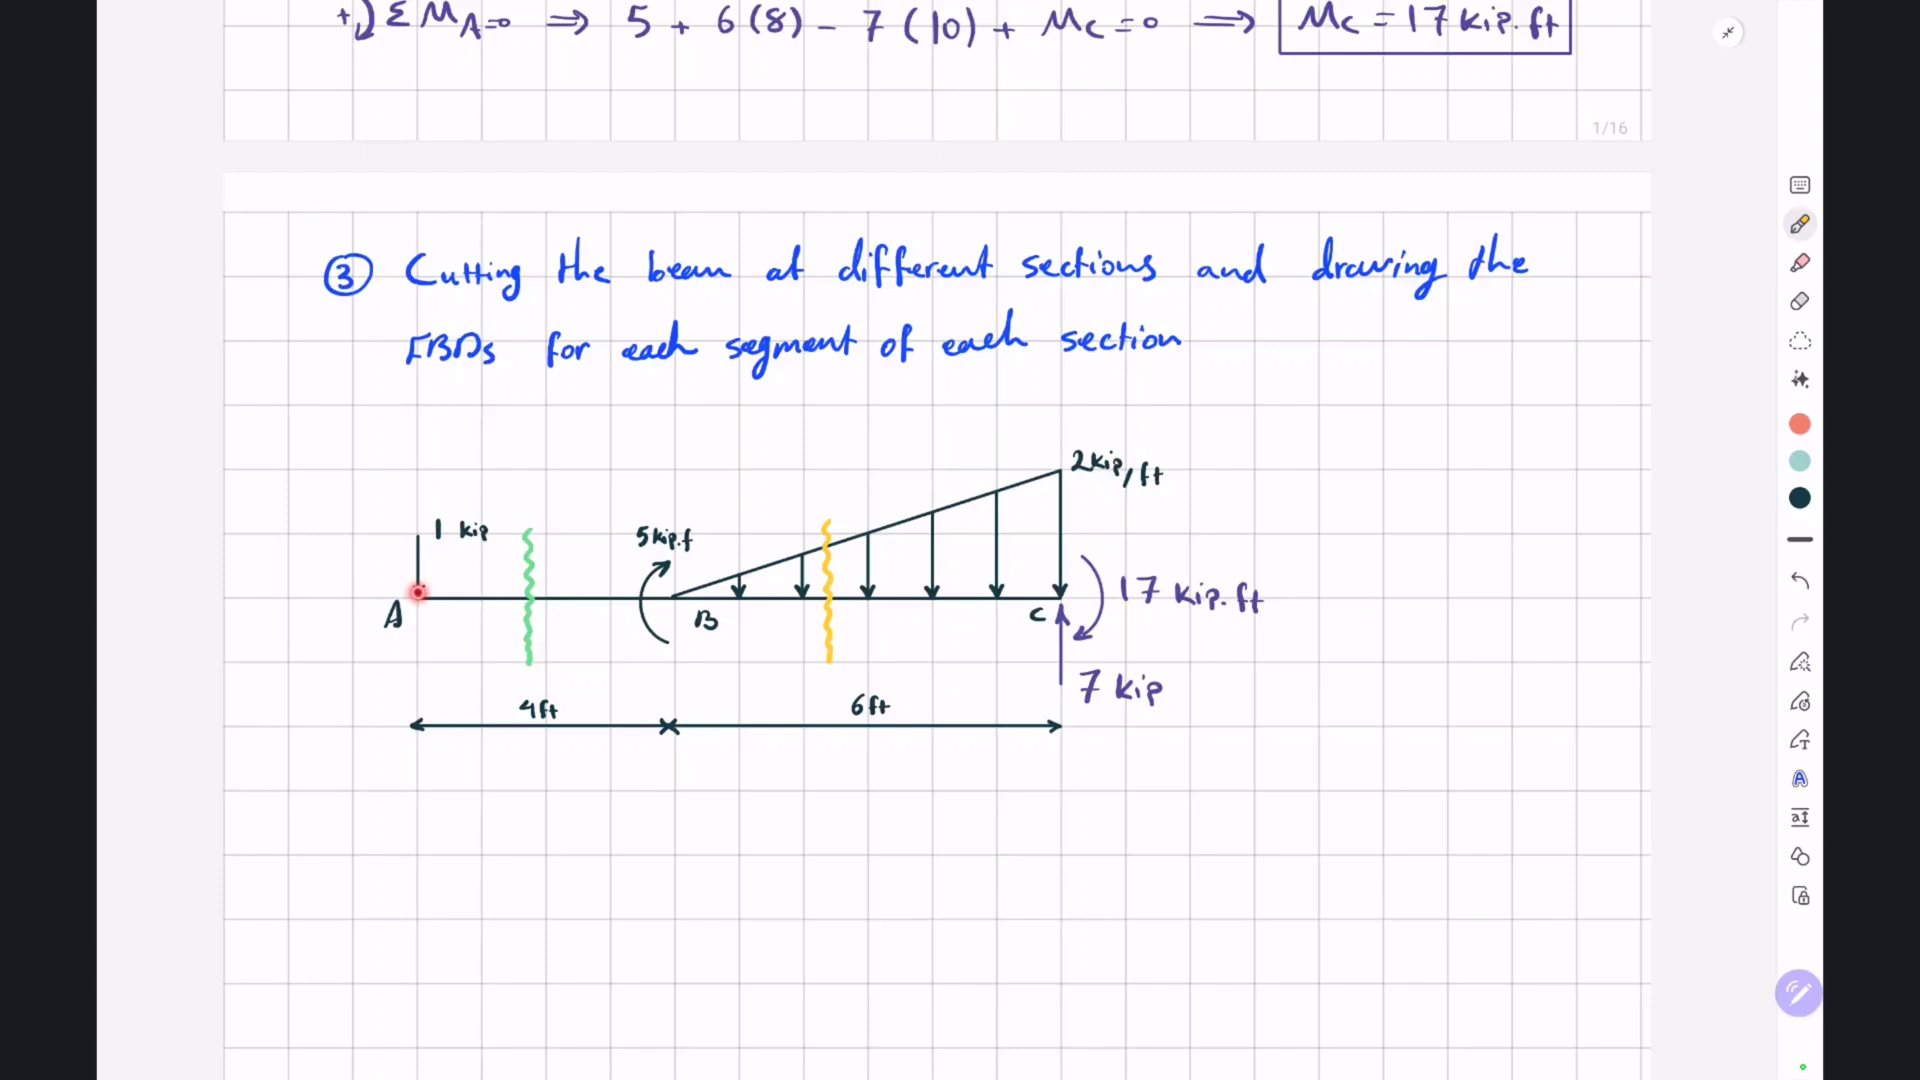 +↻ ΣM_A=0 ⇒ 5 + 6(8) - 7(10) + M_C=0 ⇒ M_C = 17 kip.ft
1/16
③ Cutting the beam at different sections and drawing the
FBDs for each segment of each section
2kip/ft
1 kip
5kip.f
17 kip.ft
A
B
C
7 kip
4ft
6ft